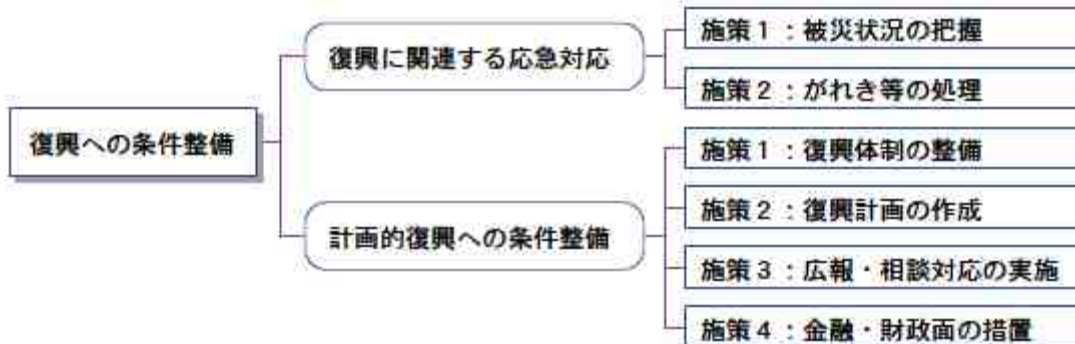 復興への条件整備
復興に関連する応急対応
施策1：被災状況の把握
施策2：がれき等の処理
計画的復興への条件整備
施策1：復興体制の整備
施策2：復興計画の作成
施策3：広報・相談対応の実施
施策4：金融・財政面の措置